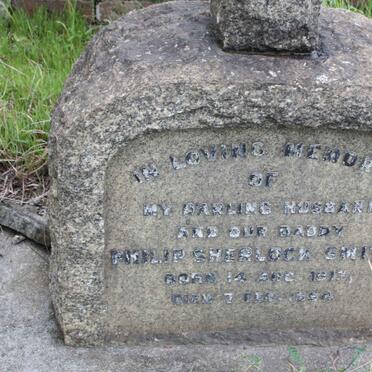 IN LOVING MEMOR
OF
MY DARLING HUSBAN
AND OUR DADDY
PHILIP SHERLOCK SMI
BORN 14 AUG.
DIED 7 FEB.